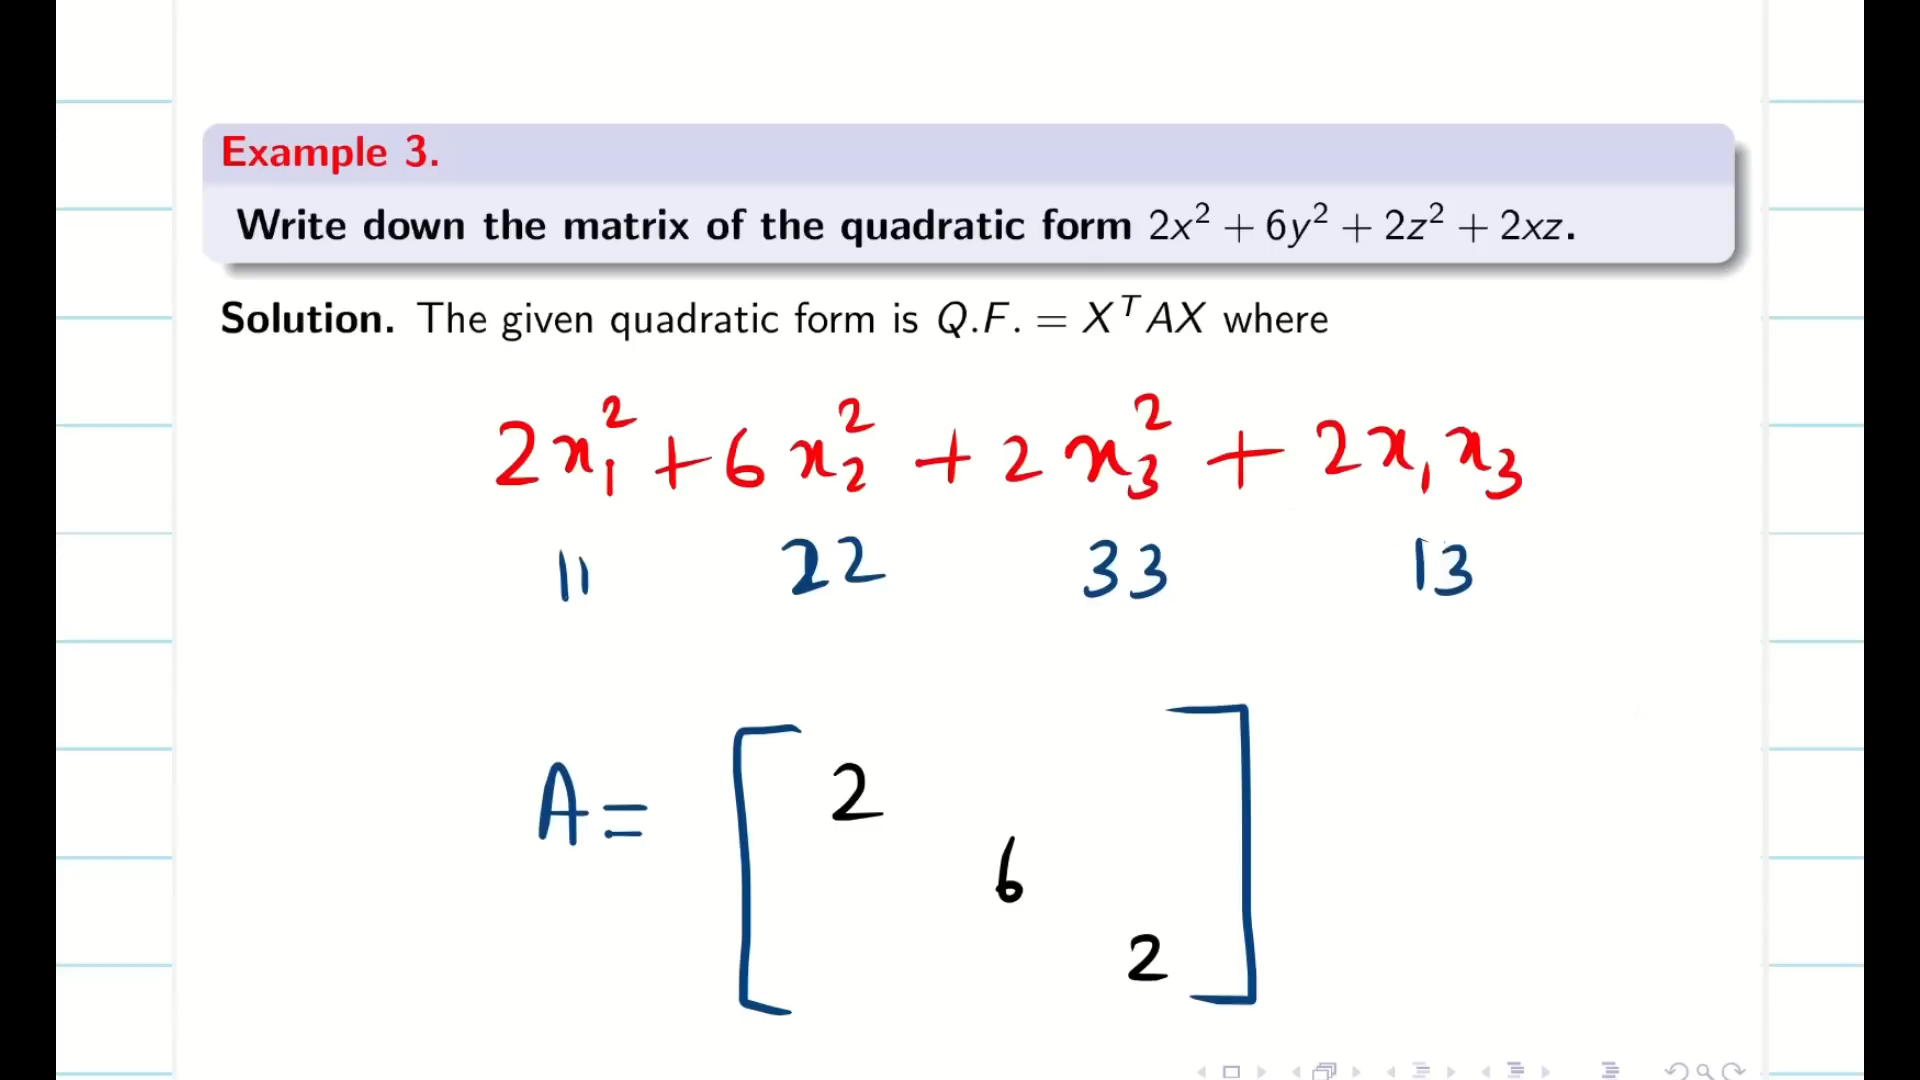 Example 3.
Write down the matrix of the quadratic form 2x² + 6y² + 2z² + 2xz.
Solution. The given quadratic form is Q.F. = XᵀAX where
2x₁² + 6x₂² + 2x₃² + 2x₁x₃
11 22 33 13
A = [2
6
2]